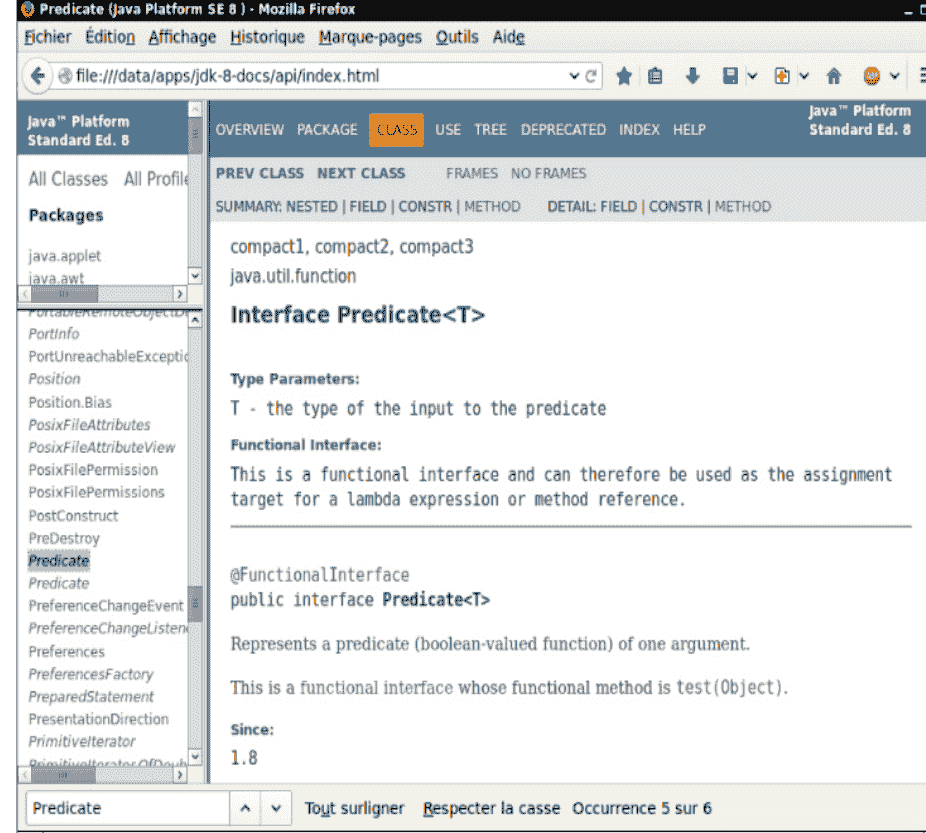 Predicate (Java Platform SE 8 ) - Mozilla Firefox
Fichier Édition Affichage Historique Marque-pages Outils Aide
file:///data/apps/jdk-8-docs/api/index.html
Java™ Platform
Standard Ed. 8
All Classes All Profile
Packages
java.applet
java.awt
PortableRemoteObjectDe
PortInfo
PortUnreachableExceptio
Position
Position.Bias
PosixFileAttributes
PosixFileAttributeView
PosixFilePermission
PosixFilePermissions
PostConstruct
PreDestroy
Predicate
Predicate
PreferenceChangeEvent
PreferenceChangeListen
Preferences
PreferencesFactory
PreparedStatement
PresentationDirection
PrimitiveIterator
PrimitiveIterator.OfDoub
OVERVIEW PACKAGE CLASS USE TREE DEPRECATED INDEX HELP
Java™ Platform
Standard Ed. 8
PREV CLASS NEXT CLASS FRAMES NO FRAMES
SUMMARY: NESTED | FIELD | CONSTR | METHOD DETAIL: FIELD | CONSTR | METHOD
compact1, compact2, compact3
java.util.function
Interface Predicate<T>
Type Parameters:
T - the type of the input to the predicate
Functional Interface:
This is a functional interface and can therefore be used as the assignment
target for a lambda expression or method reference.
@FunctionalInterface
public interface Predicate<T>
Represents a predicate (boolean-valued function) of one argument.
This is a functional interface whose functional method is test(Object).
Since:
1.8
Predicate Tout surligner Respecter la casse Occurrence 5 sur 6